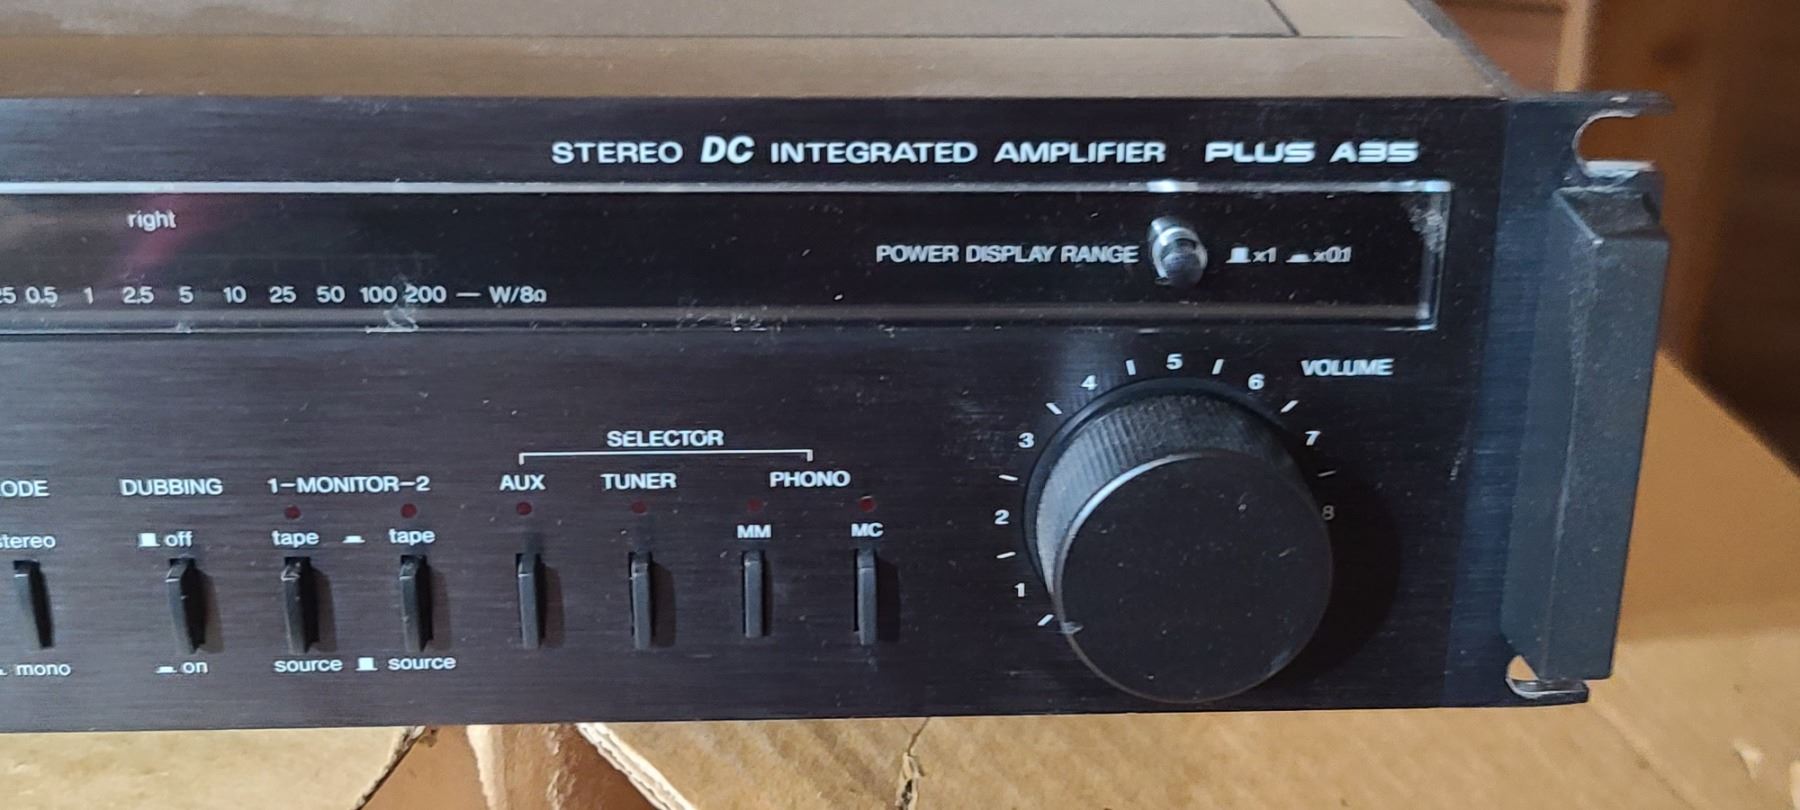 STEREO DC INTEGRATED AMPLIFIER PLUS A35
right
POWER DISPLAY RANGE x1 x0.1
0.5 1 2.5 5 10 25 50 100 200 — W/8Ω
VOLUME
1 2 3 4 5 6 7 8
SELECTOR
ODE DUBBING 1-MONITOR-2 AUX TUNER PHONO
stereo off tape tape MM MC
mono on source source